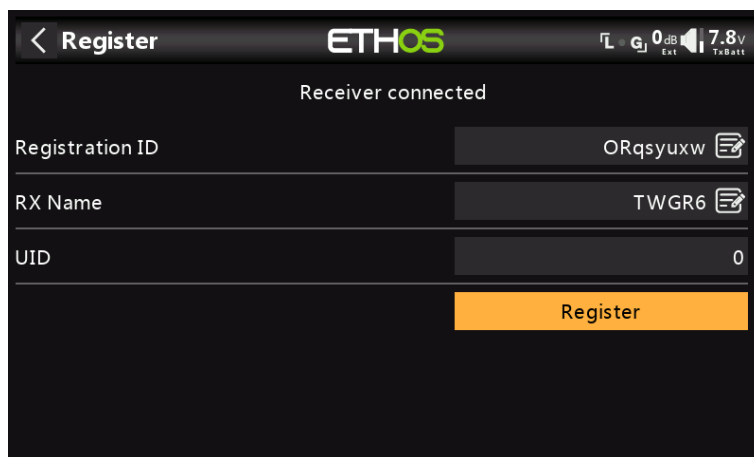 < Register ETHOS L G 0dB Ext 7.8V TxBatt
Receiver connected
Registration ID ORqsyuxw
RX Name TWGR6
UID 0
Register